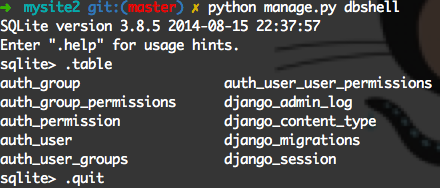 ➜  mysite2 git:(master) ✗ python manage.py dbshell
SQLite version 3.8.5 2014-08-15 22:37:57
Enter ".help" for usage hints.
sqlite> .table
auth_group                  auth_user_user_permissions
auth_group_permissions      django_admin_log
auth_permission             django_content_type
auth_user                   django_migrations
auth_user_groups            django_session
sqlite> .quit